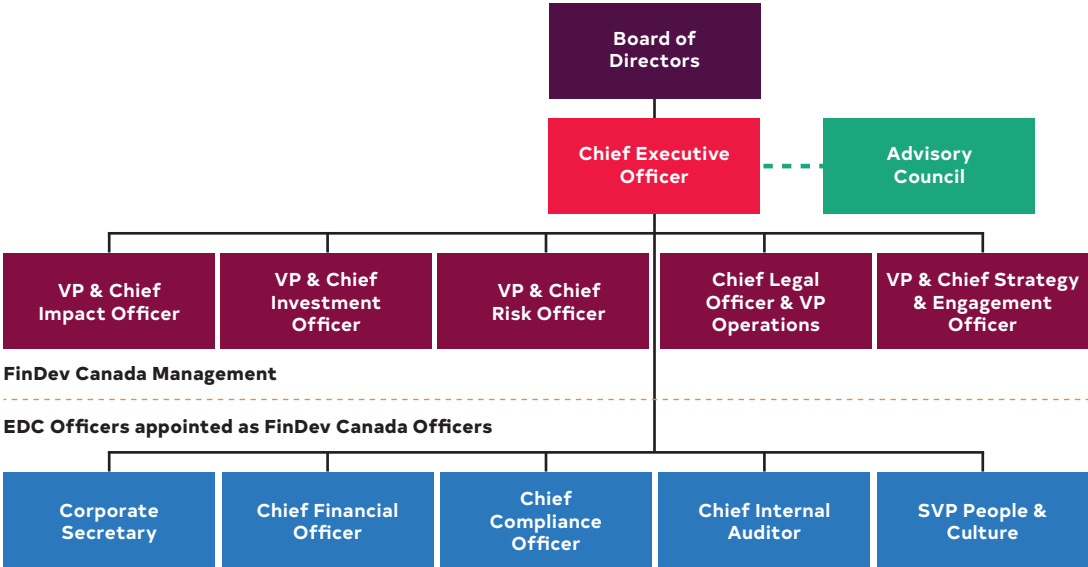 Board of
Directors
Chief Executive
Officer
Advisory
Council
VP & Chief
Impact Officer
VP & Chief
Investment
Officer
VP & Chief
Risk Officer
Chief Legal
Officer & VP
Operations
VP & Chief Strategy
& Engagement
Officer
FinDev Canada Management
EDC Officers appointed as FinDev Canada Officers
Corporate
Secretary
Chief Financial
Officer
Chief
Compliance
Officer
Chief Internal
Auditor
SVP People &
Culture